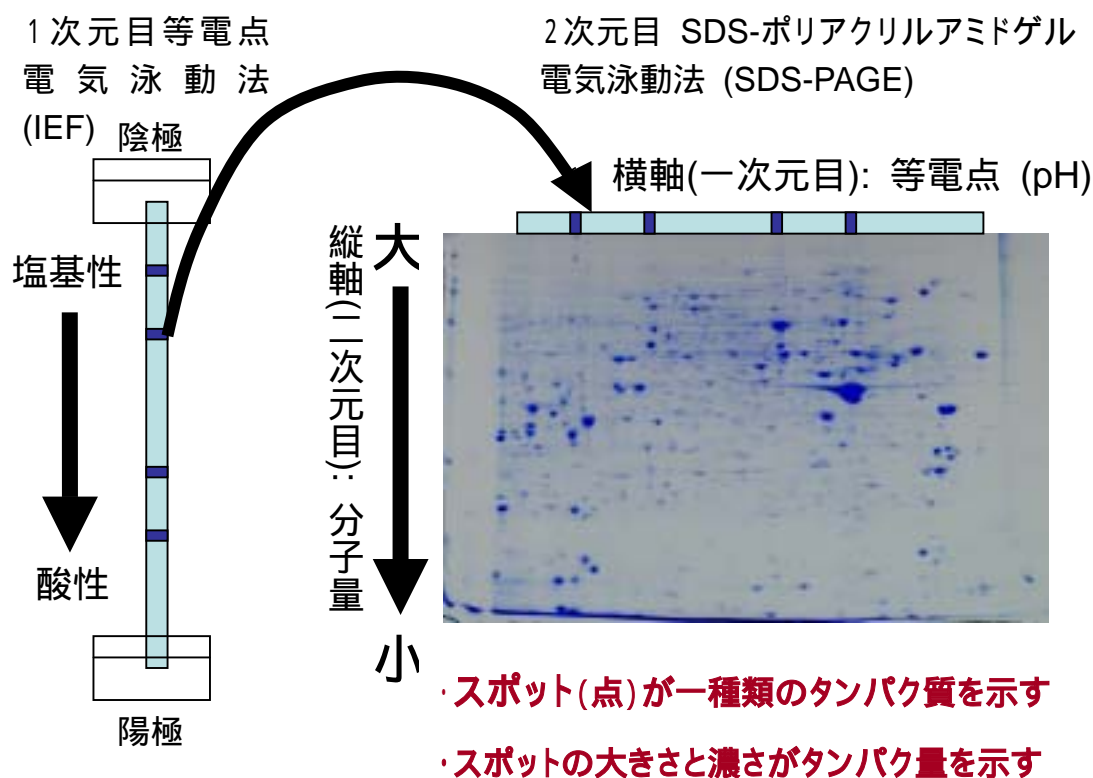 1次元目等電点
電気泳動法
(IEF)
陰極
塩基性
酸性
陽極
2次元目 SDS-ポリアクリルアミドゲル
電気泳動法 (SDS-PAGE)
横軸(一次元目): 等電点 (pH)
縦軸(二次元目): 分子量
大
小
・スポット(点)が一種類のタンパク質を示す
・スポットの大きさと濃さがタンパク量を示す